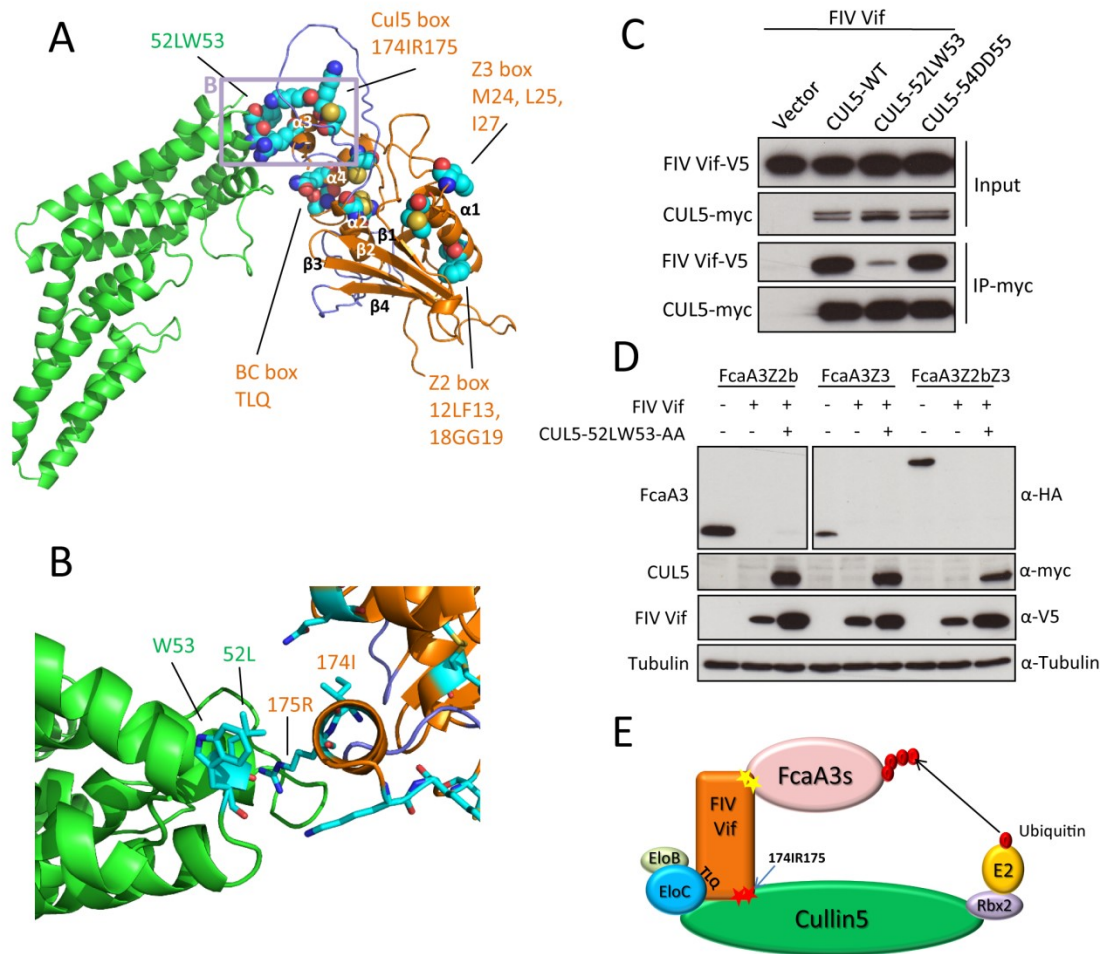 A
52LW53
Cul5 box
174IR175
Z3 box
M24, L25,
I27
B
α3
α4
α2
α1
β1
β2
β3
β4
BC box
TLQ
Z2 box
12LF13,
18GG19
B
W53
52L
174I
175R
C
FIV Vif
Vector
CUL5-WT
CUL5-52LW53
CUL5-54DD55
FIV Vif-V5
CUL5-myc
Input
FIV Vif-V5
CUL5-myc
IP-myc
D
FcaA3Z2b FcaA3Z3 FcaA3Z2bZ3
FIV Vif - + + - + + - + +
CUL5-52LW53-AA - + - + - +
FcaA3 α-HA
CUL5 α-myc
FIV Vif α-V5
Tubulin α-Tubulin
E
FcaA3s
FIV
Vif
Ubiquitin
EloB
EloC
TLQ
174IR175
E2
Rbx2
Cullin5